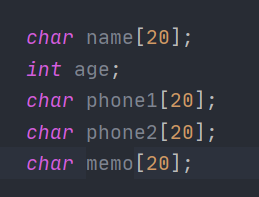 char name[20];
int age;
char phone1[20];
char phone2[20];
char memo[20];